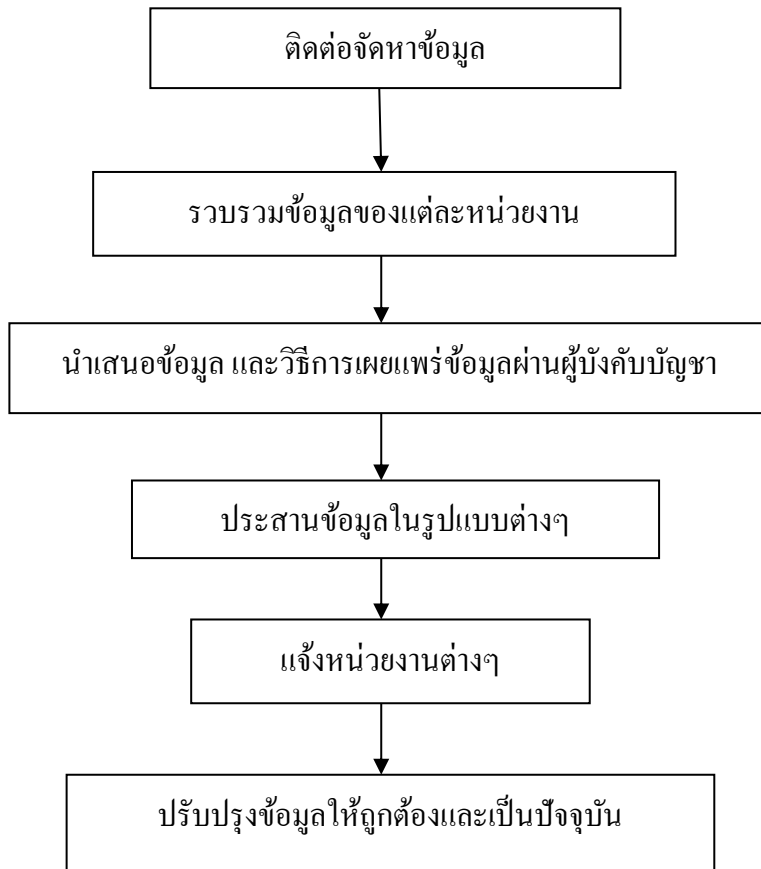 ติดต่อจัดหาข้อมูล
รวบรวมข้อมูลของแต่ละหน่วยงาน
นำเสนอข้อมูล และวิธีการเผยแพร่ข้อมูลผ่านผู้บังคับบัญชา
ประสานข้อมูลในรูปแบบต่างๆ
แจ้งหน่วยงานต่างๆ
ปรับปรุงข้อมูลให้ถูกต้องและเป็นปัจจุบัน